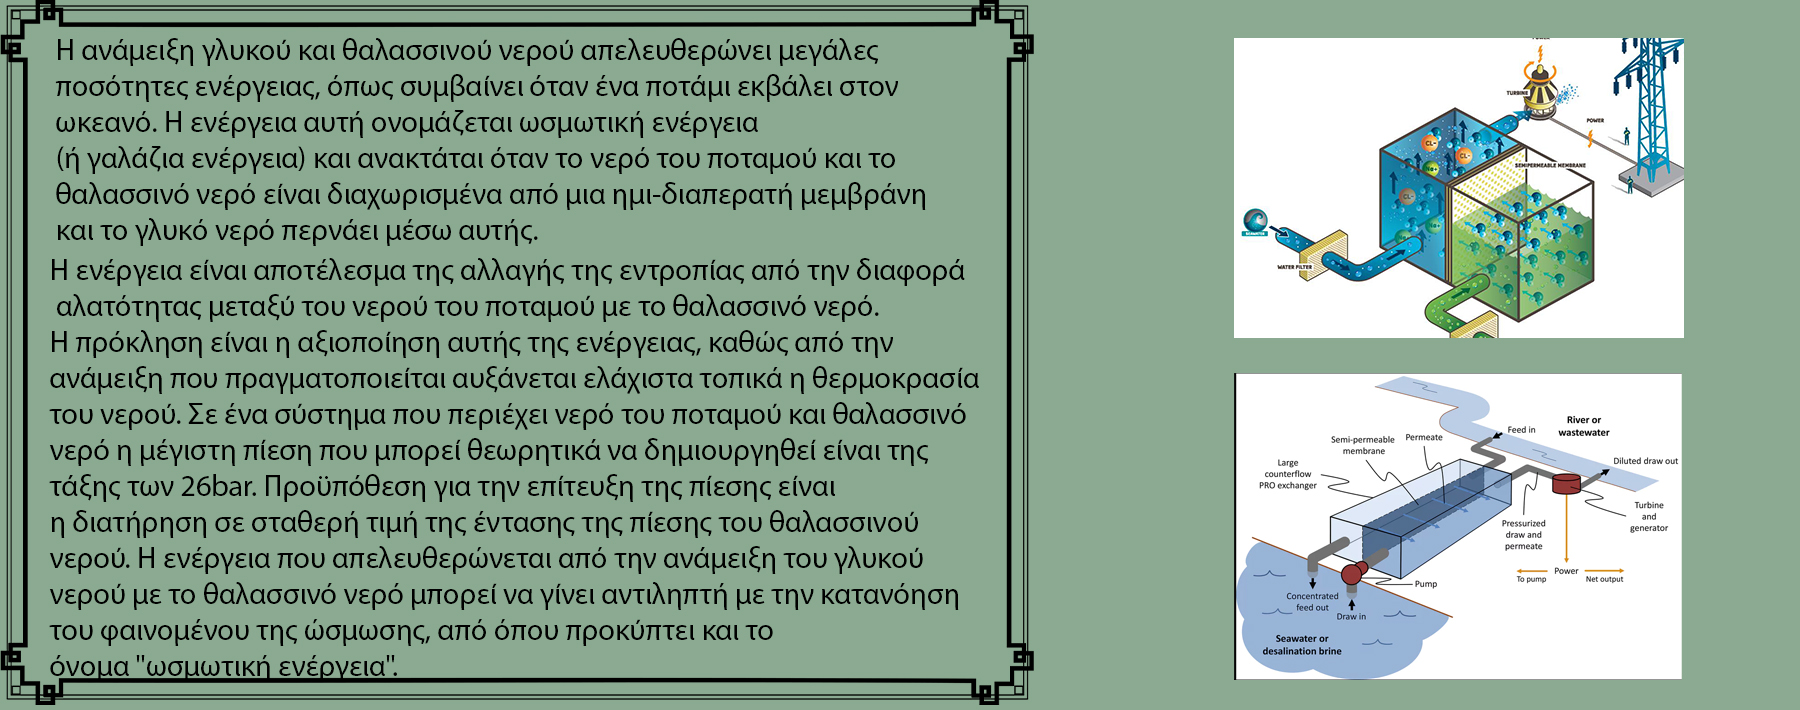 Η ανάμειξη γλυκού και θαλασσινού νερού απελευθερώνει μεγάλες
ποσότητες ενέργειας, όπως συμβαίνει όταν ένα ποτάμι εκβάλει στον
ωκεανό. Η ενέργεια αυτή ονομάζεται ωσμωτική ενέργεια
(ή γαλάζια ενέργεια) και ανακτάται όταν το νερό του ποταμού και το
θαλασσινό νερό είναι διαχωρισμένα από μια ημι-διαπερατή μεμβράνη
και το γλυκό νερό περνάει μέσω αυτής.
Η ενέργεια είναι αποτέλεσμα της αλλαγής της εντροπίας από την διαφορά
αλατότητας μεταξύ του νερού του ποταμού με το θαλασσινό νερό.
Η πρόκληση είναι η αξιοποίηση αυτής της ενέργειας, καθώς από την
ανάμειξη που πραγματοποιείται αυξάνεται ελάχιστα τοπικά η θερμοκρασία
του νερού. Σε ένα σύστημα που περιέχει νερό του ποταμού και θαλασσινό
νερό η μέγιστη πίεση που μπορεί θεωρητικά να δημιουργηθεί είναι της
τάξης των 26bar. Προϋπόθεση για την επίτευξη της πίεσης είναι
η διατήρηση σε σταθερή τιμή της έντασης της πίεσης του θαλασσινού
νερού. Η ενέργεια που απελευθερώνεται από την ανάμειξη του γλυκού
νερού με το θαλασσινό νερό μπορεί να γίνει αντιληπτή με την κατανόηση
του φαινομένου της ώσμωσης, από όπου προκύπτει και το
όνομα "ωσμωτική ενέργεια".
TURBINE
POWER
SEMIPERMEABLE MEMBRANE
CL-
CL-
Na+
CL-
Na+
Na+
WATER FILTER
River or
wastewater
Feed in
Permeate
Semi-permeable
membrane
Diluted draw out
Large
counterflow
PRO exchanger
Turbine
and
generator
Pressurized
draw and
permeate
Power
To pump
Net output
Pump
Concentrated
feed out
Draw in
Seawater or
desalination brine